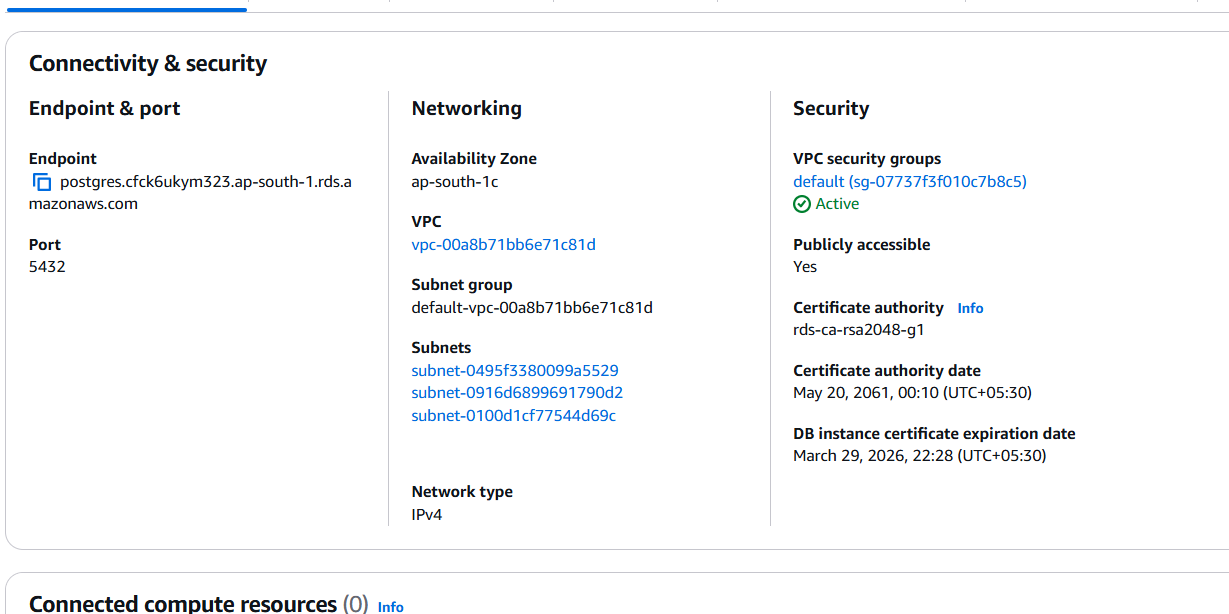 Connectivity & security
Endpoint & port
Endpoint
postgres.cfck6ukym323.ap-south-1.rds.a
mazonaws.com
Port
5432
Networking
Availability Zone
ap-south-1c
VPC
vpc-00a8b71bb6e71c81d
Subnet group
default-vpc-00a8b71bb6e71c81d
Subnets
subnet-0495f3380099a5529
subnet-0916d6899691790d2
subnet-0100d1cf77544d69c
Network type
IPv4
Security
VPC security groups
default (sg-07737f3f010c7b8c5)
Active
Publicly accessible
Yes
Certificate authority Info
rds-ca-rsa2048-g1
Certificate authority date
May 20, 2061, 00:10 (UTC+05:30)
DB instance certificate expiration date
March 29, 2026, 22:28 (UTC+05:30)
Connected compute resources (0) Info